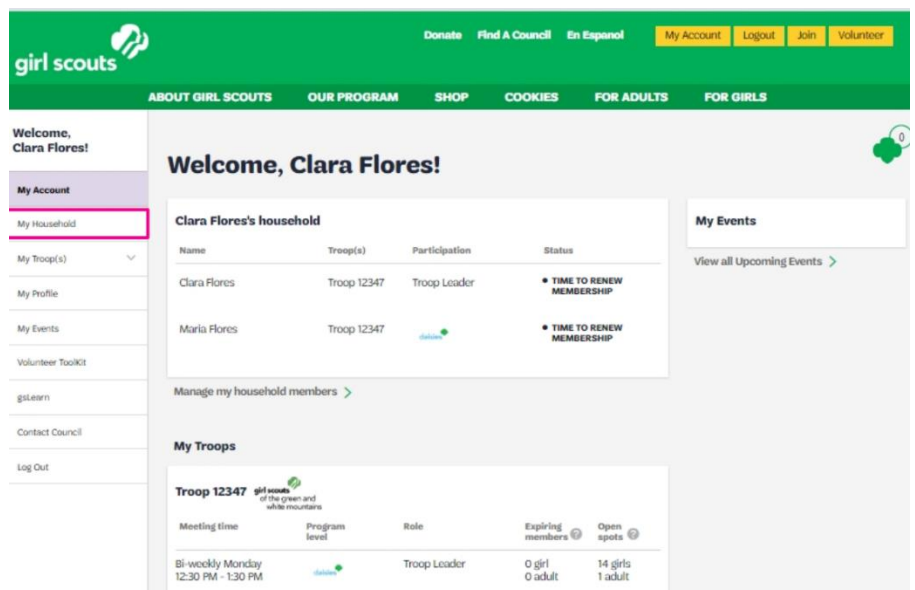 Donate Find A Council En Espanol My Account Logout Join Volunteer
girl scouts
ABOUT GIRL SCOUTS OUR PROGRAM SHOP COOKIES FOR ADULTS FOR GIRLS
Welcome,
Clara Flores!
My Account
My Household
My Troop(s)
My Profile
My Events
Volunteer ToolKit
gsLearn
Contact Council
Log Out
0
Welcome, Clara Flores!
Clara Flores's household
Name Troop(s) Participation Status
Clara Flores Troop 12347 Troop Leader • TIME TO RENEW
MEMBERSHIP
Maria Flores Troop 12347 daisies • TIME TO RENEW
MEMBERSHIP
Manage my household members >
My Events
View all Upcoming Events >
My Troops
Troop 12347 girl scouts
of the green and
white mountains
Meeting time Program
level Role Expiring
members ? Open
spots ?
Bi-weekly Monday
12:30 PM - 1:30 PM daisies Troop Leader 0 girl
0 adult 14 girls
1 adult